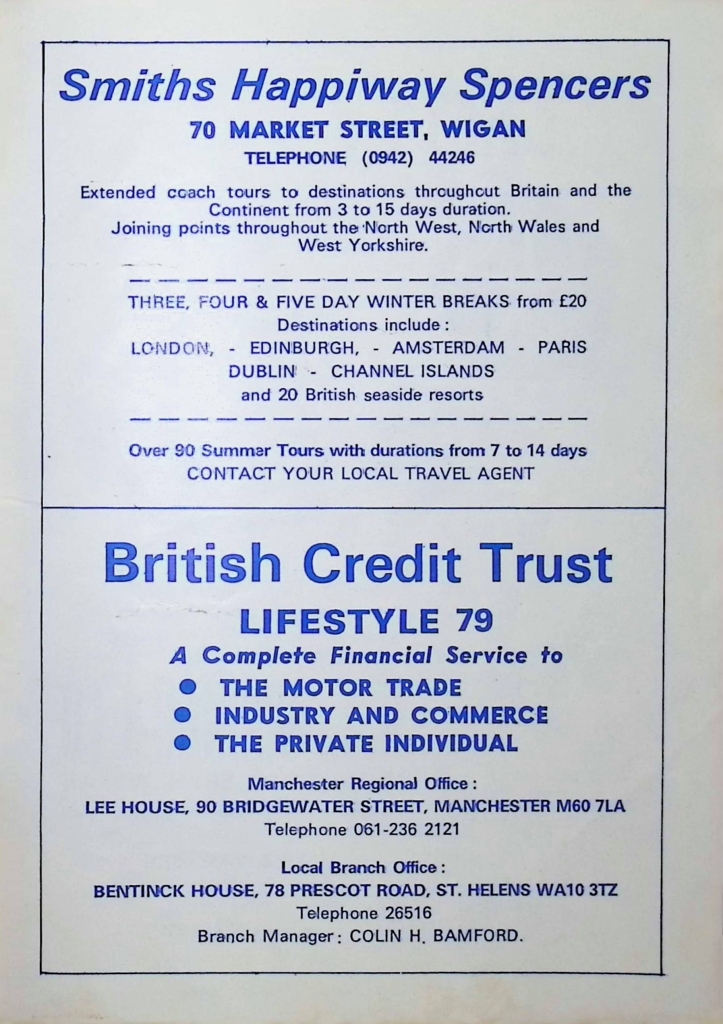 Smiths Happiway Spencers
70 MARKET STREET, WIGAN
TELEPHONE (0942) 44246
Extended coach tours to destinations throughout Britain and the
Continent from 3 to 15 days duration.
Joining points throughout the North West, North Wales and
West Yorkshire.
THREE, FOUR & FIVE DAY WINTER BREAKS from £20
Destinations include :
LONDON, - EDINBURGH, - AMSTERDAM - PARIS
DUBLIN - CHANNEL ISLANDS
and 20 British seaside resorts
Over 90 Summer Tours with durations from 7 to 14 days
CONTACT YOUR LOCAL TRAVEL AGENT
British Credit Trust
LIFESTYLE 79
A Complete Financial Service to
● THE MOTOR TRADE
● INDUSTRY AND COMMERCE
● THE PRIVATE INDIVIDUAL
Manchester Regional Office :
LEE HOUSE, 90 BRIDGEWATER STREET, MANCHESTER M60 7LA
Telephone 061-236 2121
Local Branch Office :
BENTINCK HOUSE, 78 PRESCOT ROAD, ST. HELENS WA10 3TZ
Telephone 26516
Branch Manager : COLIN H. BAMFORD.